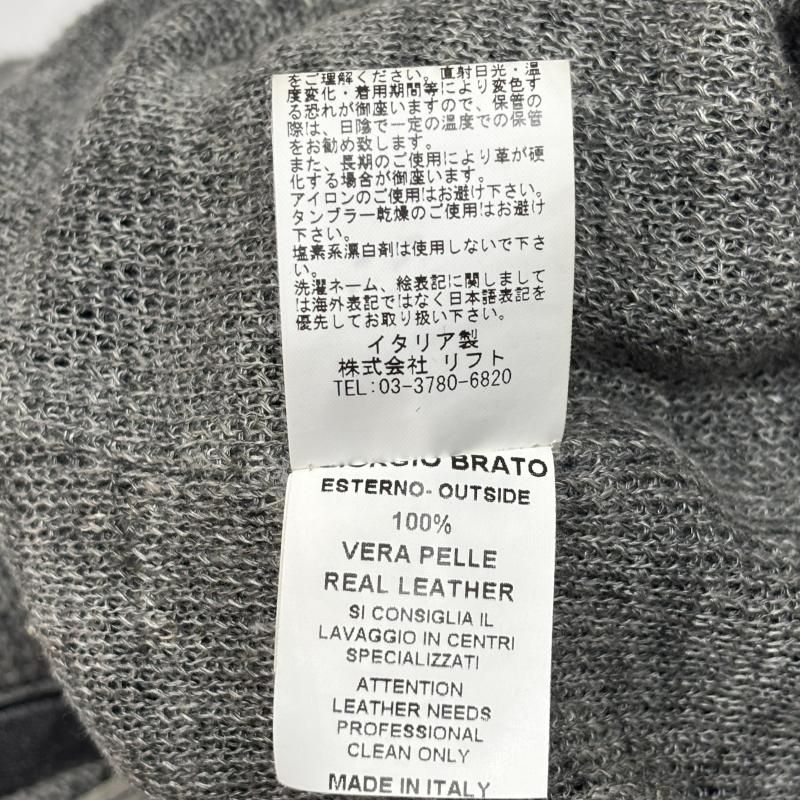 をご理解ください。直射日光・温
度変化・着用期間等により変色す
る恐れが御座いますので、保管の
際は、日陰で一定の温度での保管
をお勧め致します。
また、長期のご使用により革が硬
化する場合が御座います。
アイロンのご使用はお避け下さい。
タンブラー乾燥のご使用はお避け
下さい。
塩素系漂白剤は使用しないで下さ
い。
洗濯ネーム、絵表記に関しまして
は海外表記ではなく日本語表記を
優先してお取り扱い下さい。
イタリア製
株式会社 リフト
TEL:03-3780-6820
GIORGIO BRATO
ESTERNO- OUTSIDE
100%
VERA PELLE
REAL LEATHER
SI CONSIGLIA IL
LAVAGGIO IN CENTRI
SPECIALIZZATI
ATTENTION
LEATHER NEEDS
PROFESSIONAL
CLEAN ONLY
MADE IN ITALY